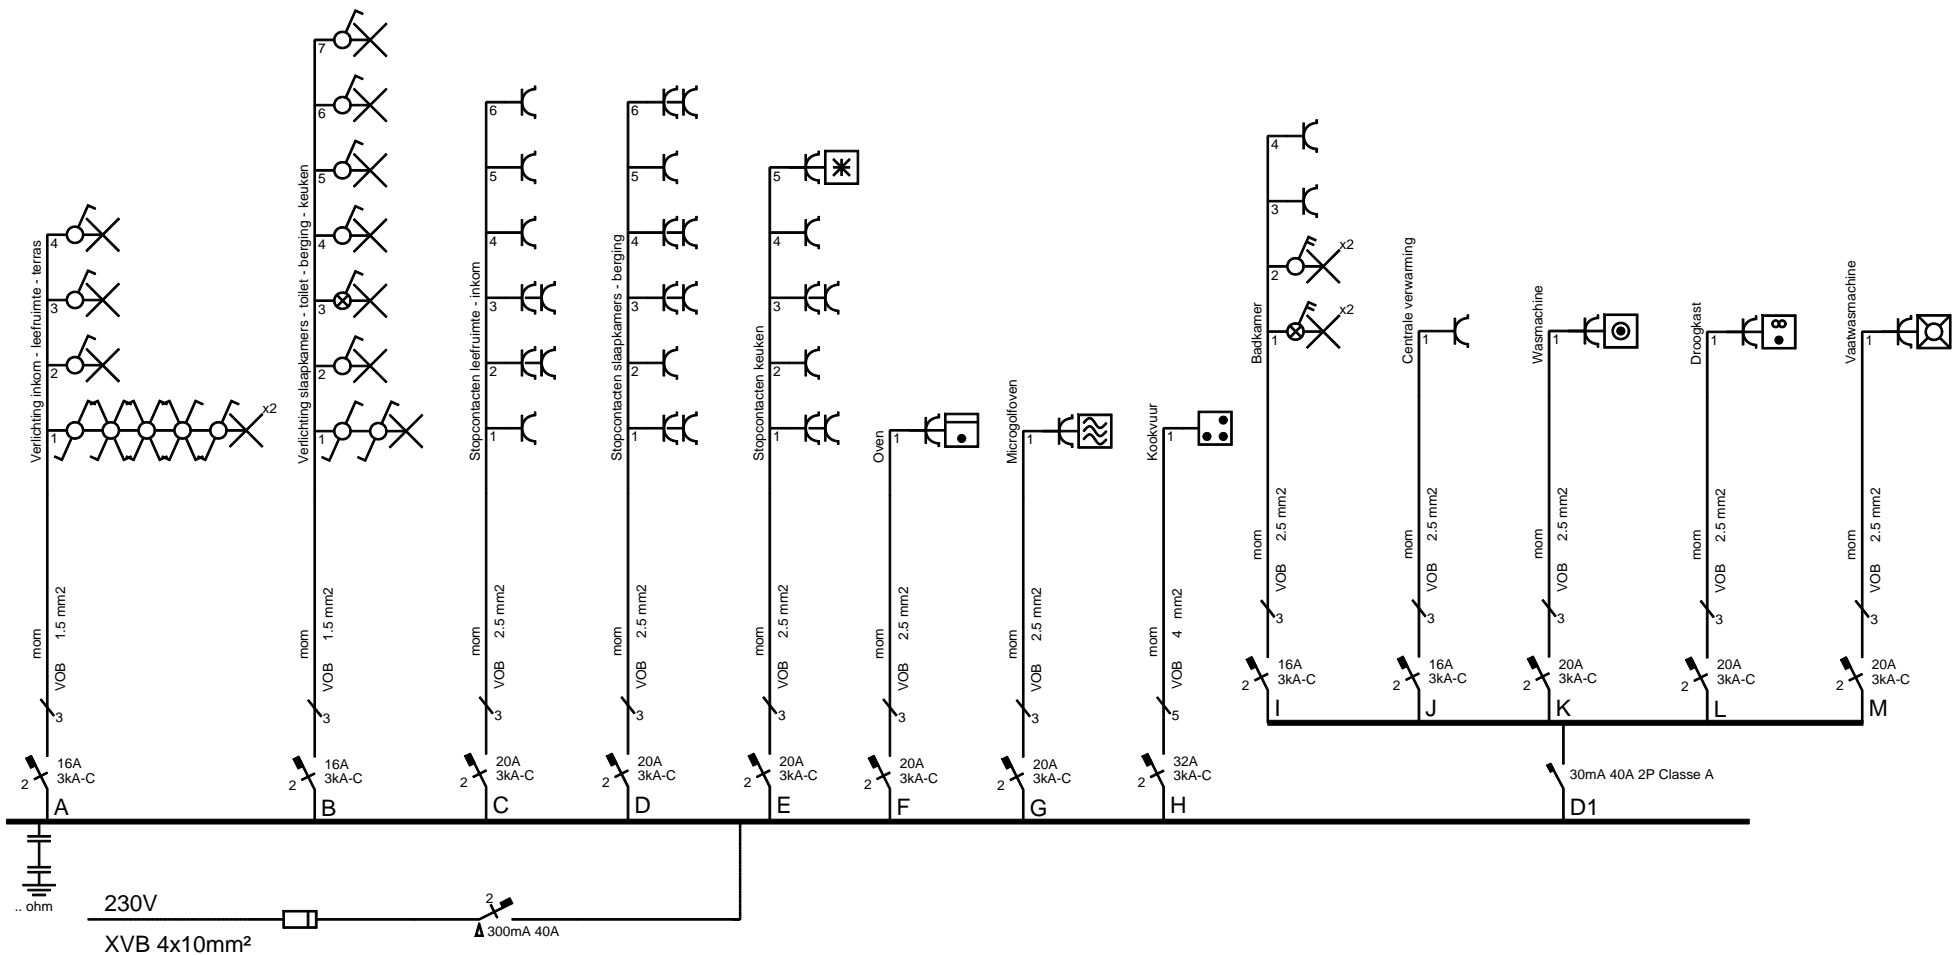 7
6
5
4
3
2
1
Verlichting slaapkamers - toilet - berging - keuken
4
3
2
1
x2
Verlichting inkom - leefruimte - terras
6
5
4
3
2
1
Stopcontacten leefruimte - inkom
6
5
4
3
2
1
Stopcontacten slaapkamers - berging
5
4
3
2
1
Stopcontacten keuken
1
Oven
1
Microgolfoven
1
Kookvuur
4
3
2
x2
1
x2
Badkamer
1
Centrale verwarming
1
Wasmachine
1
Droogkast
1
Vaatwasmachine
mom
VOB 1.5 mm2
3
2
16A
3kA-C
A
mom
VOB 1.5 mm2
3
2
16A
3kA-C
B
mom
VOB 2.5 mm2
3
2
20A
3kA-C
C
mom
VOB 2.5 mm2
3
2
20A
3kA-C
D
mom
VOB 2.5 mm2
3
2
20A
3kA-C
E
mom
VOB 2.5 mm2
3
2
20A
3kA-C
F
mom
VOB 2.5 mm2
3
2
20A
3kA-C
G
mom
VOB 4 mm2
5
2
32A
3kA-C
H
mom
VOB 2.5 mm2
3
2
16A
3kA-C
I
mom
VOB 2.5 mm2
3
2
16A
3kA-C
J
mom
VOB 2.5 mm2
3
2
20A
3kA-C
K
mom
VOB 2.5 mm2
3
2
20A
3kA-C
L
mom
VOB 2.5 mm2
3
2
20A
3kA-C
M
30mA 40A 2P Classe A
D1
.. ohm
230V
XVB 4x10mm²
2
300mA 40A